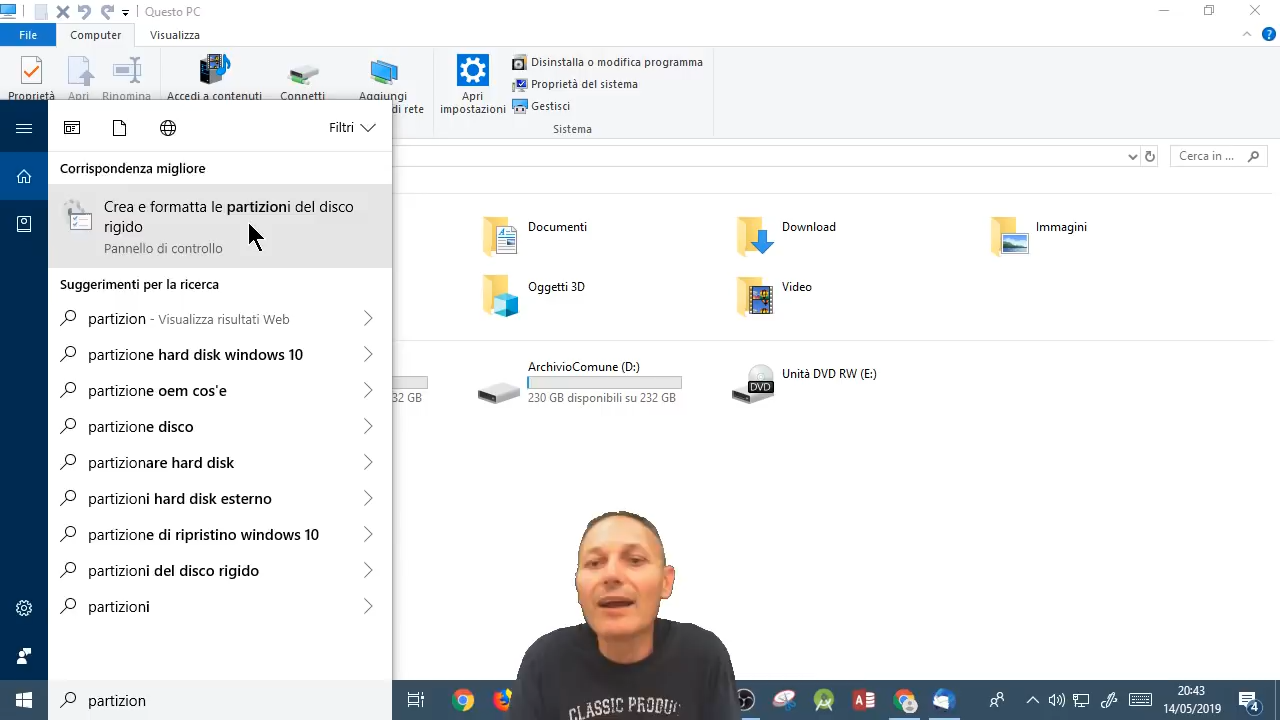 Questo PC
File
Computer
Visualizza
Proprietà
Apri
Rinomina
Accedi a contenuti
Connetti
Aggiungi
di rete
Apri
impostazioni
Disinstalla o modifica programma
Proprietà del sistema
Gestisci
Sistema
Cerca in ...
Filtri
Corrispondenza migliore
Crea e formatta le partizioni del disco
rigido
Pannello di controllo
Suggerimenti per la ricerca
partizion - Visualizza risultati Web
partizione hard disk windows 10
partizione oem cos'e
partizione disco
partizionare hard disk
partizioni hard disk esterno
partizione di ripristino windows 10
partizioni del disco rigido
partizioni
partizion
Documenti
Download
Immagini
Oggetti 3D
Video
32 GB
ArchivioComune (D:)
230 GB disponibili su 232 GB
DVD
Unità DVD RW (E:)
CLASSIC PRODUC
20:43
14/05/2019
4